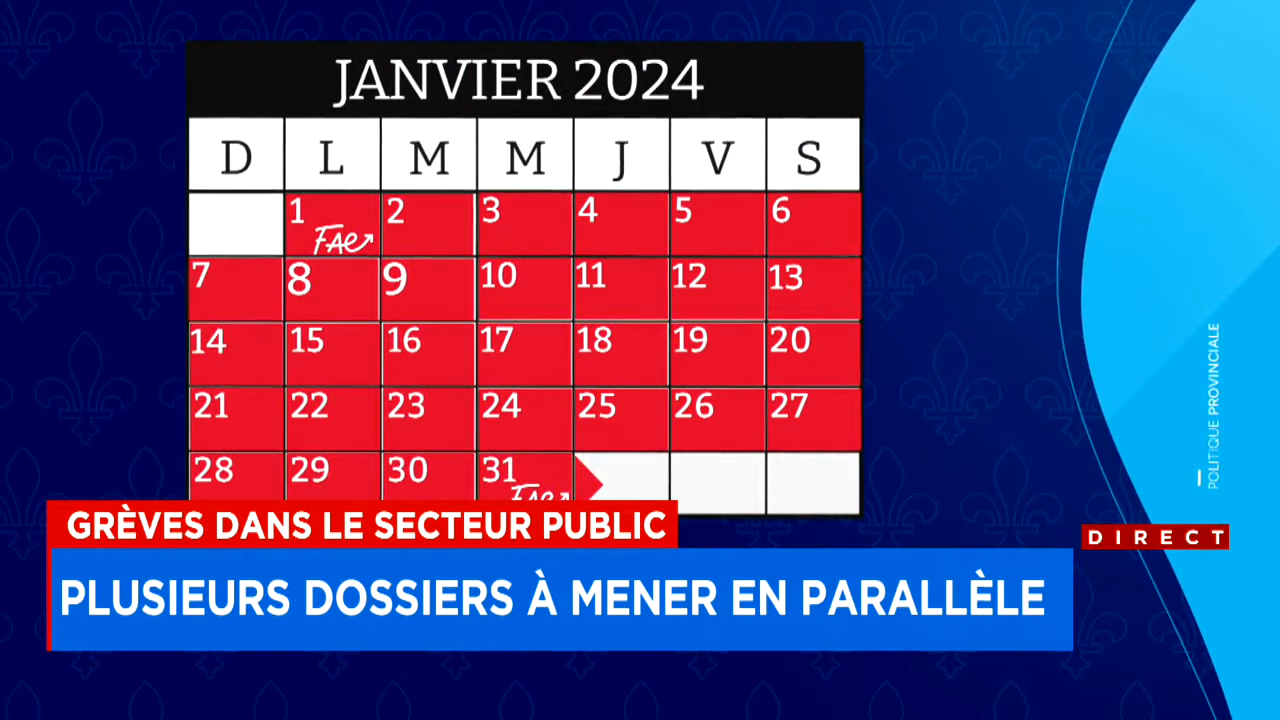 JANVIER 2024
D L M M J V S
1 2 3 4 5 6
FAE
7 8 9 10 11 12 13
14 15 16 17 18 19 20
21 22 23 24 25 26 27
28 29 30 31
FAE
GRÈVES DANS LE SECTEUR PUBLIC
PLUSIEURS DOSSIERS À MENER EN PARALLÈLE
DIRECT
POLITIQUE PROVINCIALE